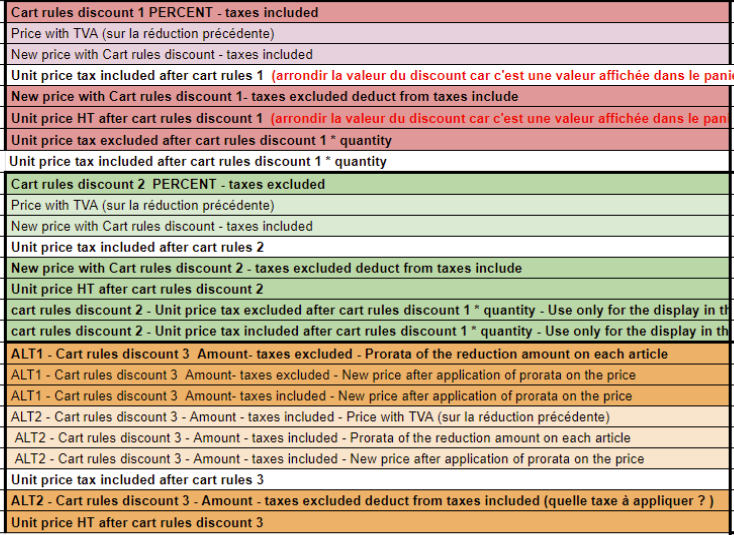 Cart rules discount 1 PERCENT - taxes included
Price with TVA (sur la réduction précédente)
New price with Cart rules discount - taxes included
Unit price tax included after cart rules 1 (arrondir la valeur du discount car c'est une valeur affichée dans le panie
New price with Cart rules discount 1- taxes excluded deduct from taxes include
Unit price HT after cart rules discount 1 (arrondir la valeur du discount car c'est une valeur affichée dans le pani
Unit price tax excluded after cart rules discount 1 * quantity
Unit price tax included after cart rules discount 1 * quantity
Cart rules discount 2 PERCENT - taxes excluded
Price with TVA (sur la réduction précédente)
New price with Cart rules discount - taxes included
Unit price tax included after cart rules 2
New price with Cart rules discount 2 - taxes excluded deduct from taxes include
Unit price HT after cart rules discount 2
cart rules discount 2 - Unit price tax excluded after cart rules discount 1 * quantity - Use only for the display in th
cart rules discount 2 - Unit price tax included after cart rules discount 1 * quantity - Use only for the display in th
ALT1 - Cart rules discount 3 Amount- taxes excluded - Prorata of the reduction amount on each article
ALT1 - Cart rules discount 3 Amount- taxes excluded - New price after application of prorata on the price
ALT1 - Cart rules discount 3 Amount- taxes included - New price after application of prorata on the price
ALT2 - Cart rules discount 3 - Amount - taxes included - Price with TVA (sur la réduction précédente)
ALT2 - Cart rules discount 3 - Amount - taxes included - Prorata of the reduction amount on each article
ALT2 - Cart rules discount 3 - Amount - taxes included - New price after application of prorata on the price
Unit price tax included after cart rules 3
ALT2 - Cart rules discount 3 - Amount - taxes excluded deduct from taxes included (quelle taxe à appliquer ? )
Unit price HT after cart rules discount 3